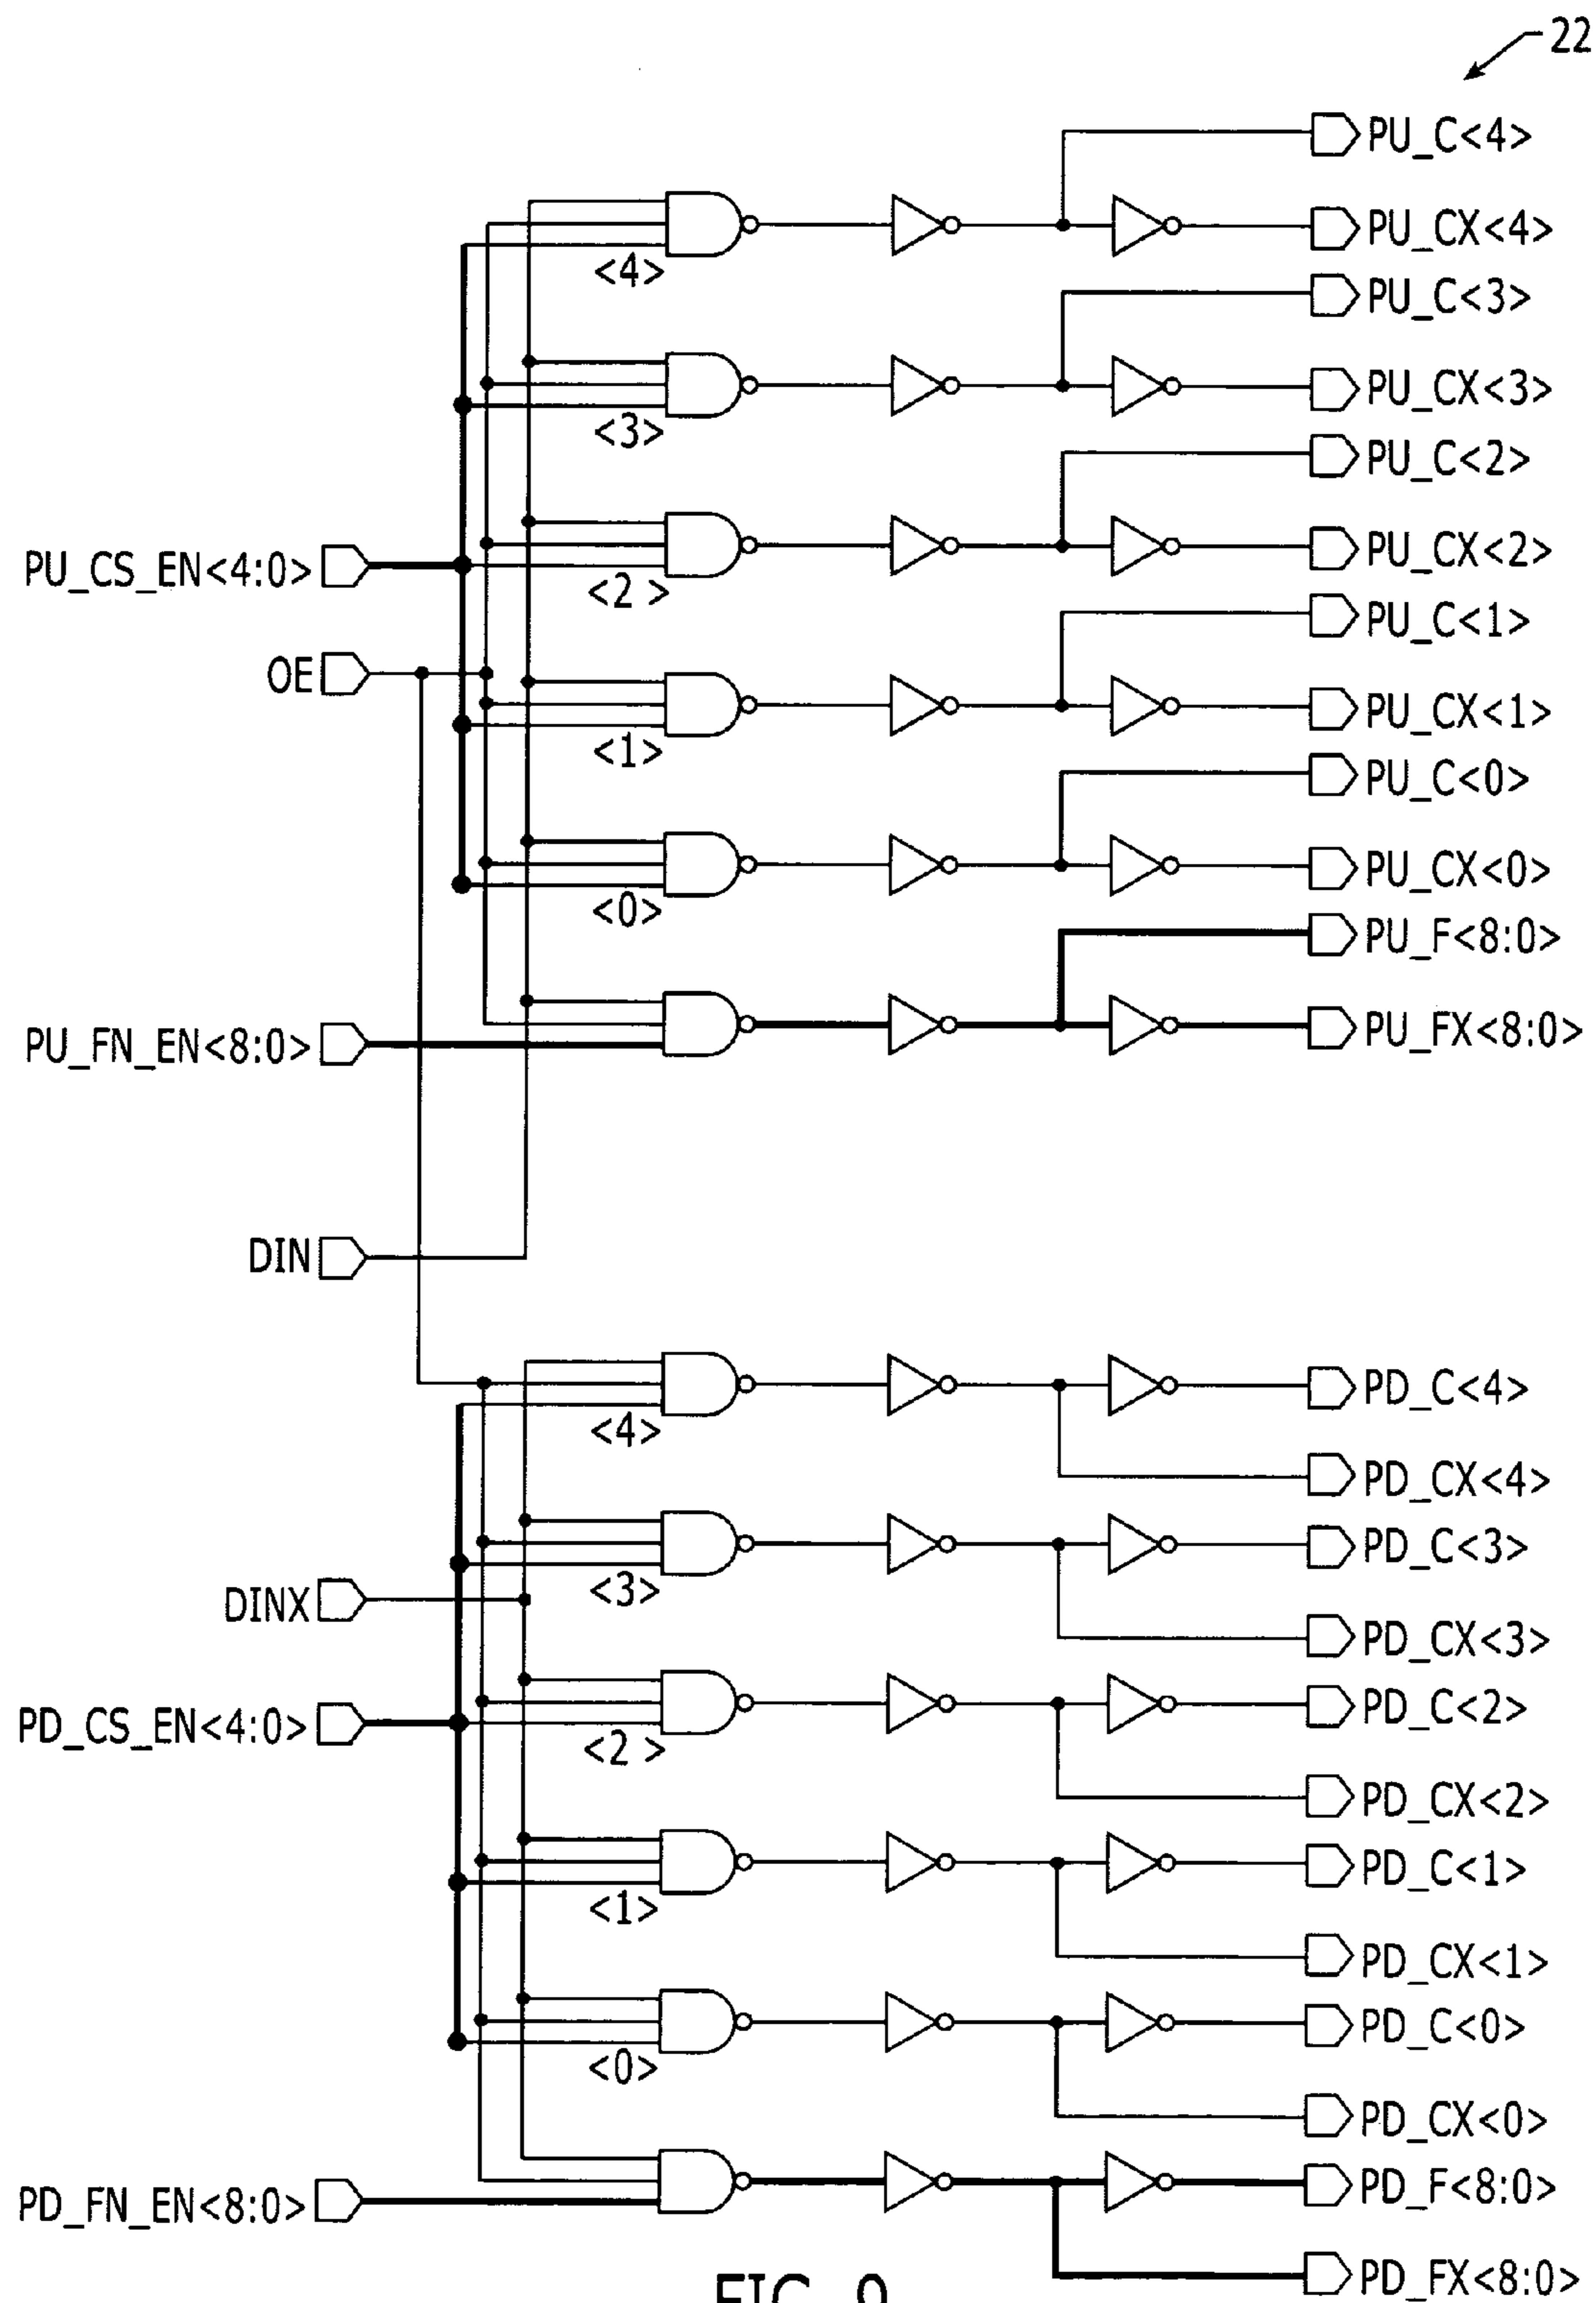 22
PU_C<4>
PU_CX<4>
<4>
PU_C<3>
PU_CX<3>
<3>
PU_C<2>
PU_CS_EN<4:0>
PU_CX<2>
<2 >
PU_C<1>
OE
PU_CX<1>
<1>
PU_C<0>
PU_CX<0>
<0>
PU_F<8:0>
PU_FN_EN<8:0>
PU_FX<8:0>
DIN
PD_C<4>
<4>
PD_CX<4>
PD_C<3>
<3>
DINX
PD_CX<3>
PD_C<2>
PD_CS_EN<4:0>
<2 >
PD_CX<2>
PD_C<1>
<1>
PD_CX<1>
PD_C<0>
<0>
PD_CX<0>
PD_F<8:0>
PD_FN_EN<8:0>
PD_FX<8:0>
FIG. 9